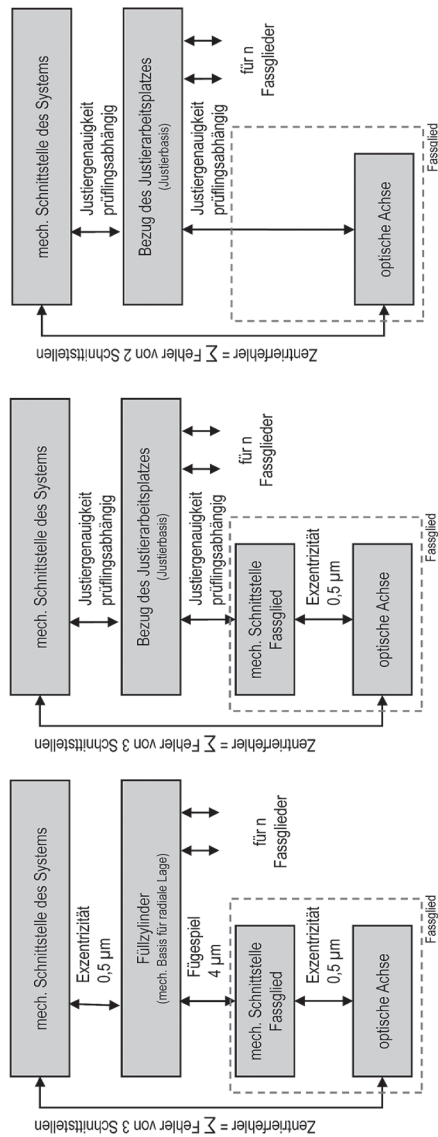 Zentrierfehler = ∑ Fehler von 3 Schnittstellen
mech. Schnittstelle des Systems
Exzentrizität
0,5 µm
Füllzylinder
(mech. Basis für radiale Lage)
Fügespiel
4 µm
für n
Fassglieder
mech. Schnittstelle
Fassglied
Exzentrizität
0,5 µm
optische Achse
Fassglied
Zentrierfehler = ∑ Fehler von 3 Schnittstellen
mech. Schnittstelle des Systems
Justiergenauigkeit
prüflingsabhängig
Bezug des Justierarbeitsplatzes
(Justierbasis)
Justiergenauigkeit
prüflingsabhängig
für n
Fassglieder
mech. Schnittstelle
Fassglied
Exzentrizität
0,5 µm
optische Achse
Fassglied
Zentrierfehler = ∑ Fehler von 2 Schnittstellen
mech. Schnittstelle des Systems
Justiergenauigkeit
prüflingsabhängig
Bezug des Justierarbeitsplatzes
(Justierbasis)
Justiergenauigkeit
prüflingsabhängig
für n
Fassglieder
optische Achse
Fassglied